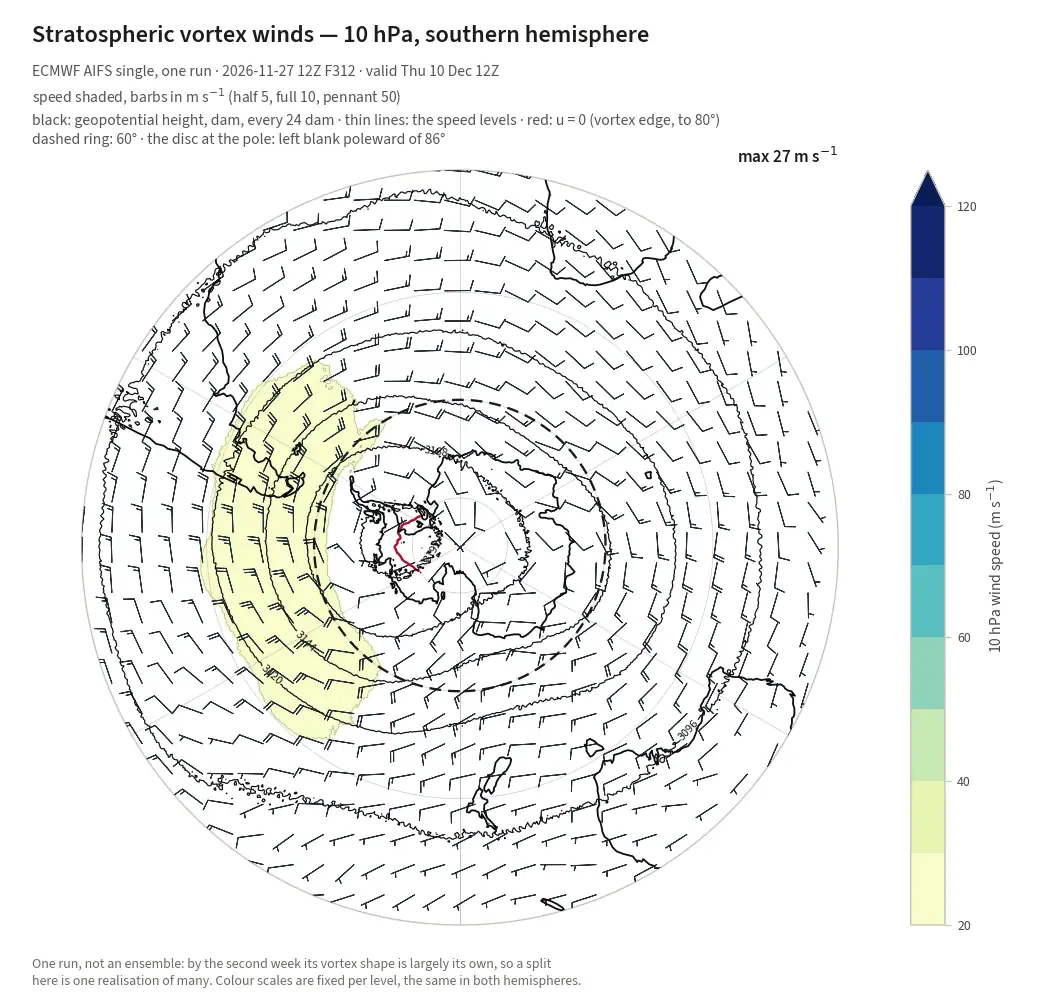 Stratospheric vortex winds — 10 hPa, southern hemisphere
ECMWF AIFS single, one run · 2026-11-27 12Z F312 · valid Thu 10 Dec 12Z
speed shaded, barbs in m s⁻¹ (half 5, full 10, pennant 50)
black: geopotential height, dam, every 24 dam · thin lines: the speed levels · red: u = 0 (vortex edge, to 80°)
dashed ring: 60° · the disc at the pole: left blank poleward of 86°
max 27 m s⁻¹
120
100
80
60
40
20
10 hPa wind speed (m s⁻¹)
3120
3096
One run, not an ensemble: by the second week its vortex shape is largely its own, so a split
here is one realisation of many. Colour scales are fixed per level, the same in both hemispheres.